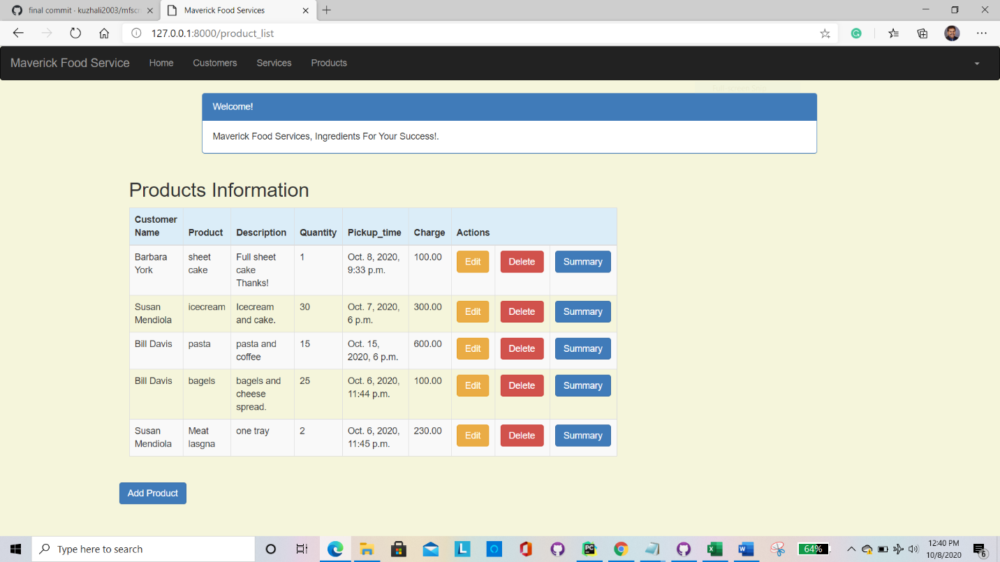 final commit · kuzhali2003/mfscr
Maverick Food Services
127.0.0.1:8000/product_list
Maverick Food Service Home Customers Services Products
Welcome!
Maverick Food Services, Ingredients For Your Success!.
Products Information
Customer Name Product Description Quantity Pickup_time Charge Actions
Barbara York sheet cake Full sheet cake Thanks! 1 Oct. 8, 2020, 9:33 p.m. 100.00 Edit Delete Summary
Susan Mendiola icecream Icecream and cake. 30 Oct. 7, 2020, 6 p.m. 300.00 Edit Delete Summary
Bill Davis pasta pasta and coffee 15 Oct. 15, 2020, 6 p.m. 600.00 Edit Delete Summary
Bill Davis bagels bagels and cheese spread. 25 Oct. 6, 2020, 11:44 p.m. 100.00 Edit Delete Summary
Susan Mendiola Meat lasgna one tray 2 Oct. 6, 2020, 11:45 p.m. 230.00 Edit Delete Summary
Add Product
Type here to search
64%
12:40 PM
10/8/2020
6